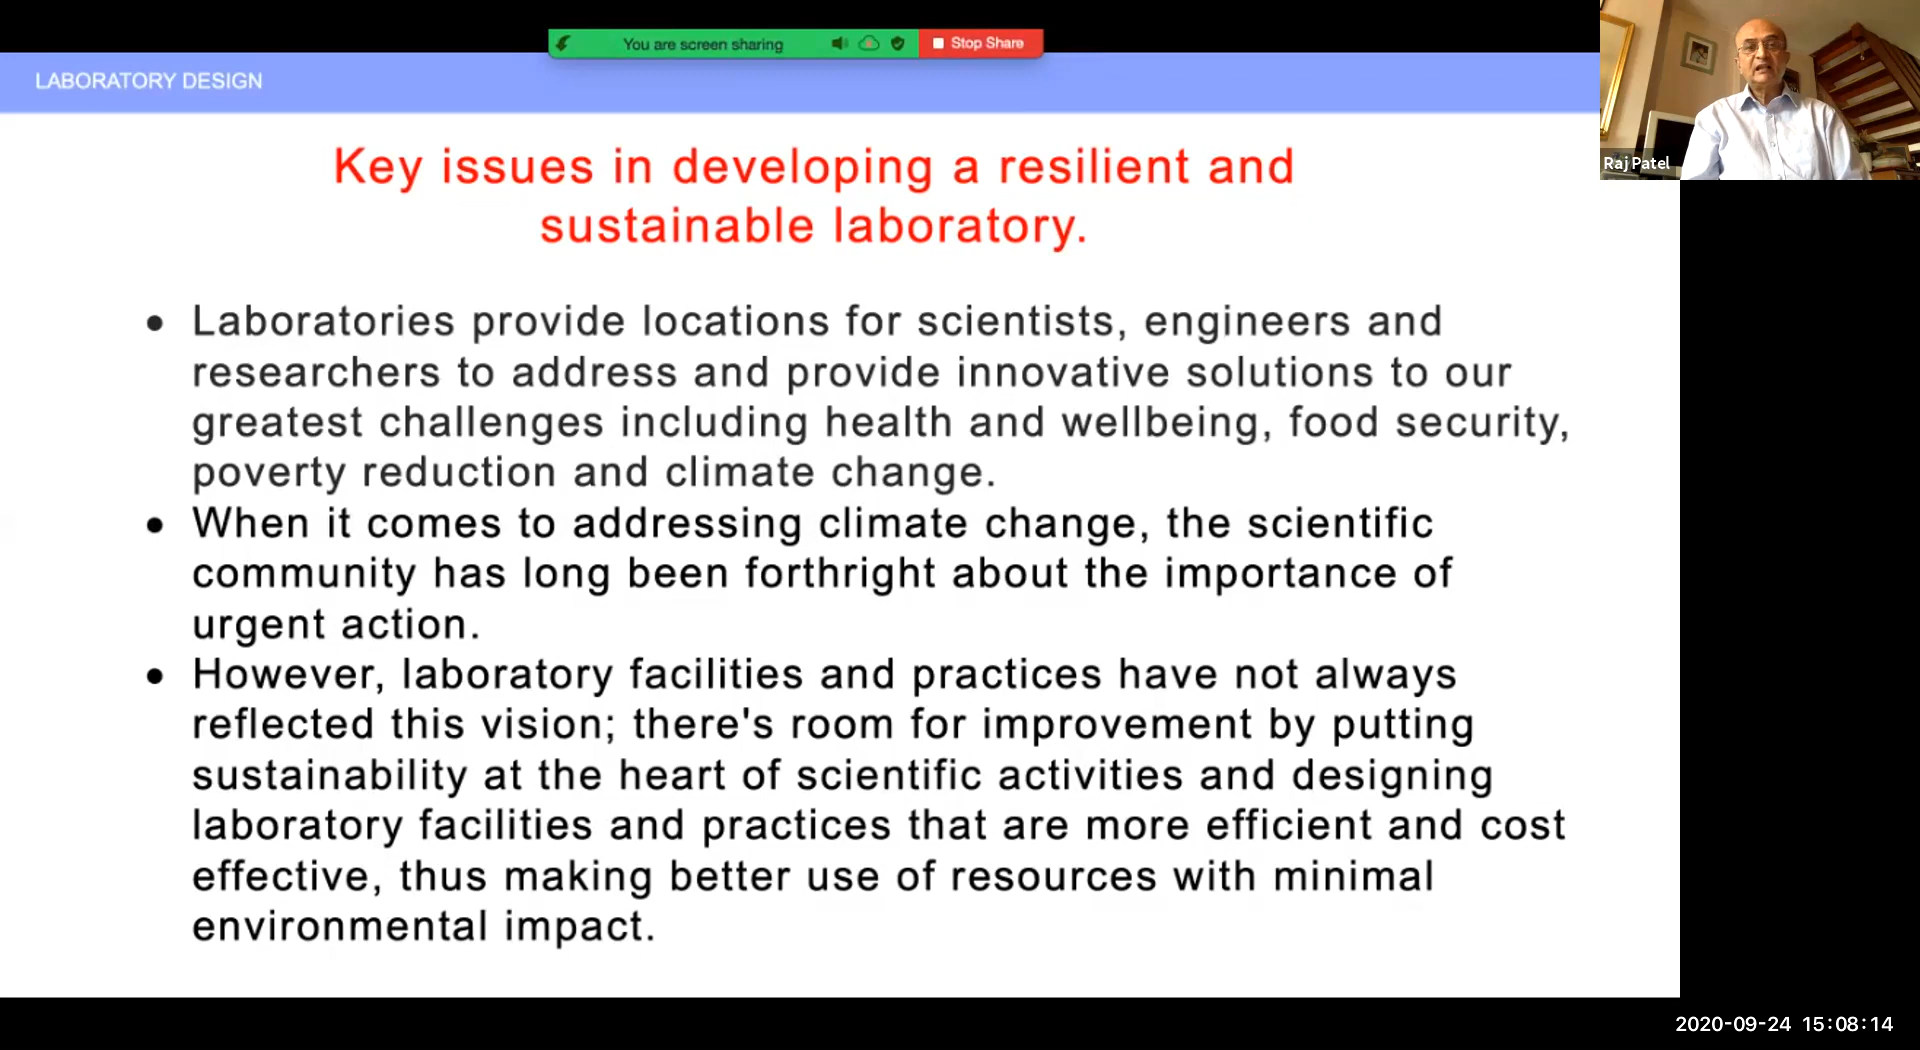 You are screen sharing
Stop Share
LABORATORY DESIGN
Raj Patel
Key issues in developing a resilient and
sustainable laboratory.
• Laboratories provide locations for scientists, engineers and
researchers to address and provide innovative solutions to our
greatest challenges including health and wellbeing, food security,
poverty reduction and climate change.
• When it comes to addressing climate change, the scientific
community has long been forthright about the importance of
urgent action.
• However, laboratory facilities and practices have not always
reflected this vision; there's room for improvement by putting
sustainability at the heart of scientific activities and designing
laboratory facilities and practices that are more efficient and cost
effective, thus making better use of resources with minimal
environmental impact.
2020-09-24 15:08:14